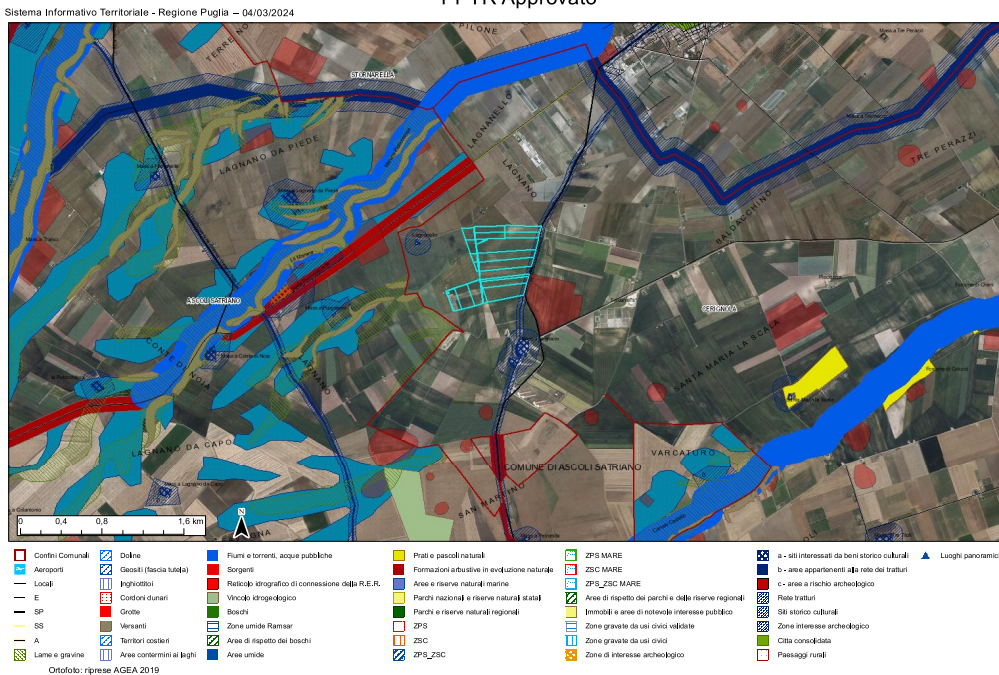 PPTR Approvato
Sistema Informativo Territoriale - Regione Puglia – 04/03/2024
TERRE NO
PILONE
STORNARELLA
LAGNANELLO
LAGNANO
LAGNANO DA PIEDE
TRE PERAZZI
BALDACCHINO
ASCOLI SATRIANO
CERIGNOLA
SANTA MARIA LA SCALA
CONTE DI NOIA
LAGNANO DA CAPO
VARCATURO
COMUNE DI ASCOLI SATRIANO
SAN MARTINO
0 0,4 0,8 1,6 km
N
Confini Comunali
Aeroporti
Locali
E
SP
SS
A
Lame e gravine
Doline
Geositi (fascia tutela)
Inghiottitoi
Cordoni dunari
Grotte
Versanti
Territori costieri
Aree contermini ai laghi
Fiumi e torrenti, acque pubbliche
Sorgenti
Reticolo idrografico di connessione della R.E.R.
Vincolo idrogeologico
Boschi
Zone umide Ramsar
Aree di rispetto dei boschi
Aree umide
Prati e pascoli naturali
Formazioni arbustive in evoluzione naturale
Aree e riserve naturali marine
Parchi nazionali e riserve naturali statali
Parchi e riserve naturali regionali
ZPS
ZSC
ZPS_ZSC
ZPS MARE
ZSC MARE
ZPS_ZSC MARE
Aree di rispetto dei parchi e delle riserve regionali
Immobili e aree di notevole interesse pubblico
Zone gravate da usi civici validate
Zone gravate da usi civici
Zone di interesse archeologico
a - siti interessati da beni storico culturali
b - aree appartenenti alla rete dei tratturi
c - aree a rischio archeologico
Rete tratturi
Siti storico culturali
Zone interesse archeologico
Citta consolidata
Paesaggi rurali
Luoghi panoramici
Ortofoto: riprese AGEA 2019